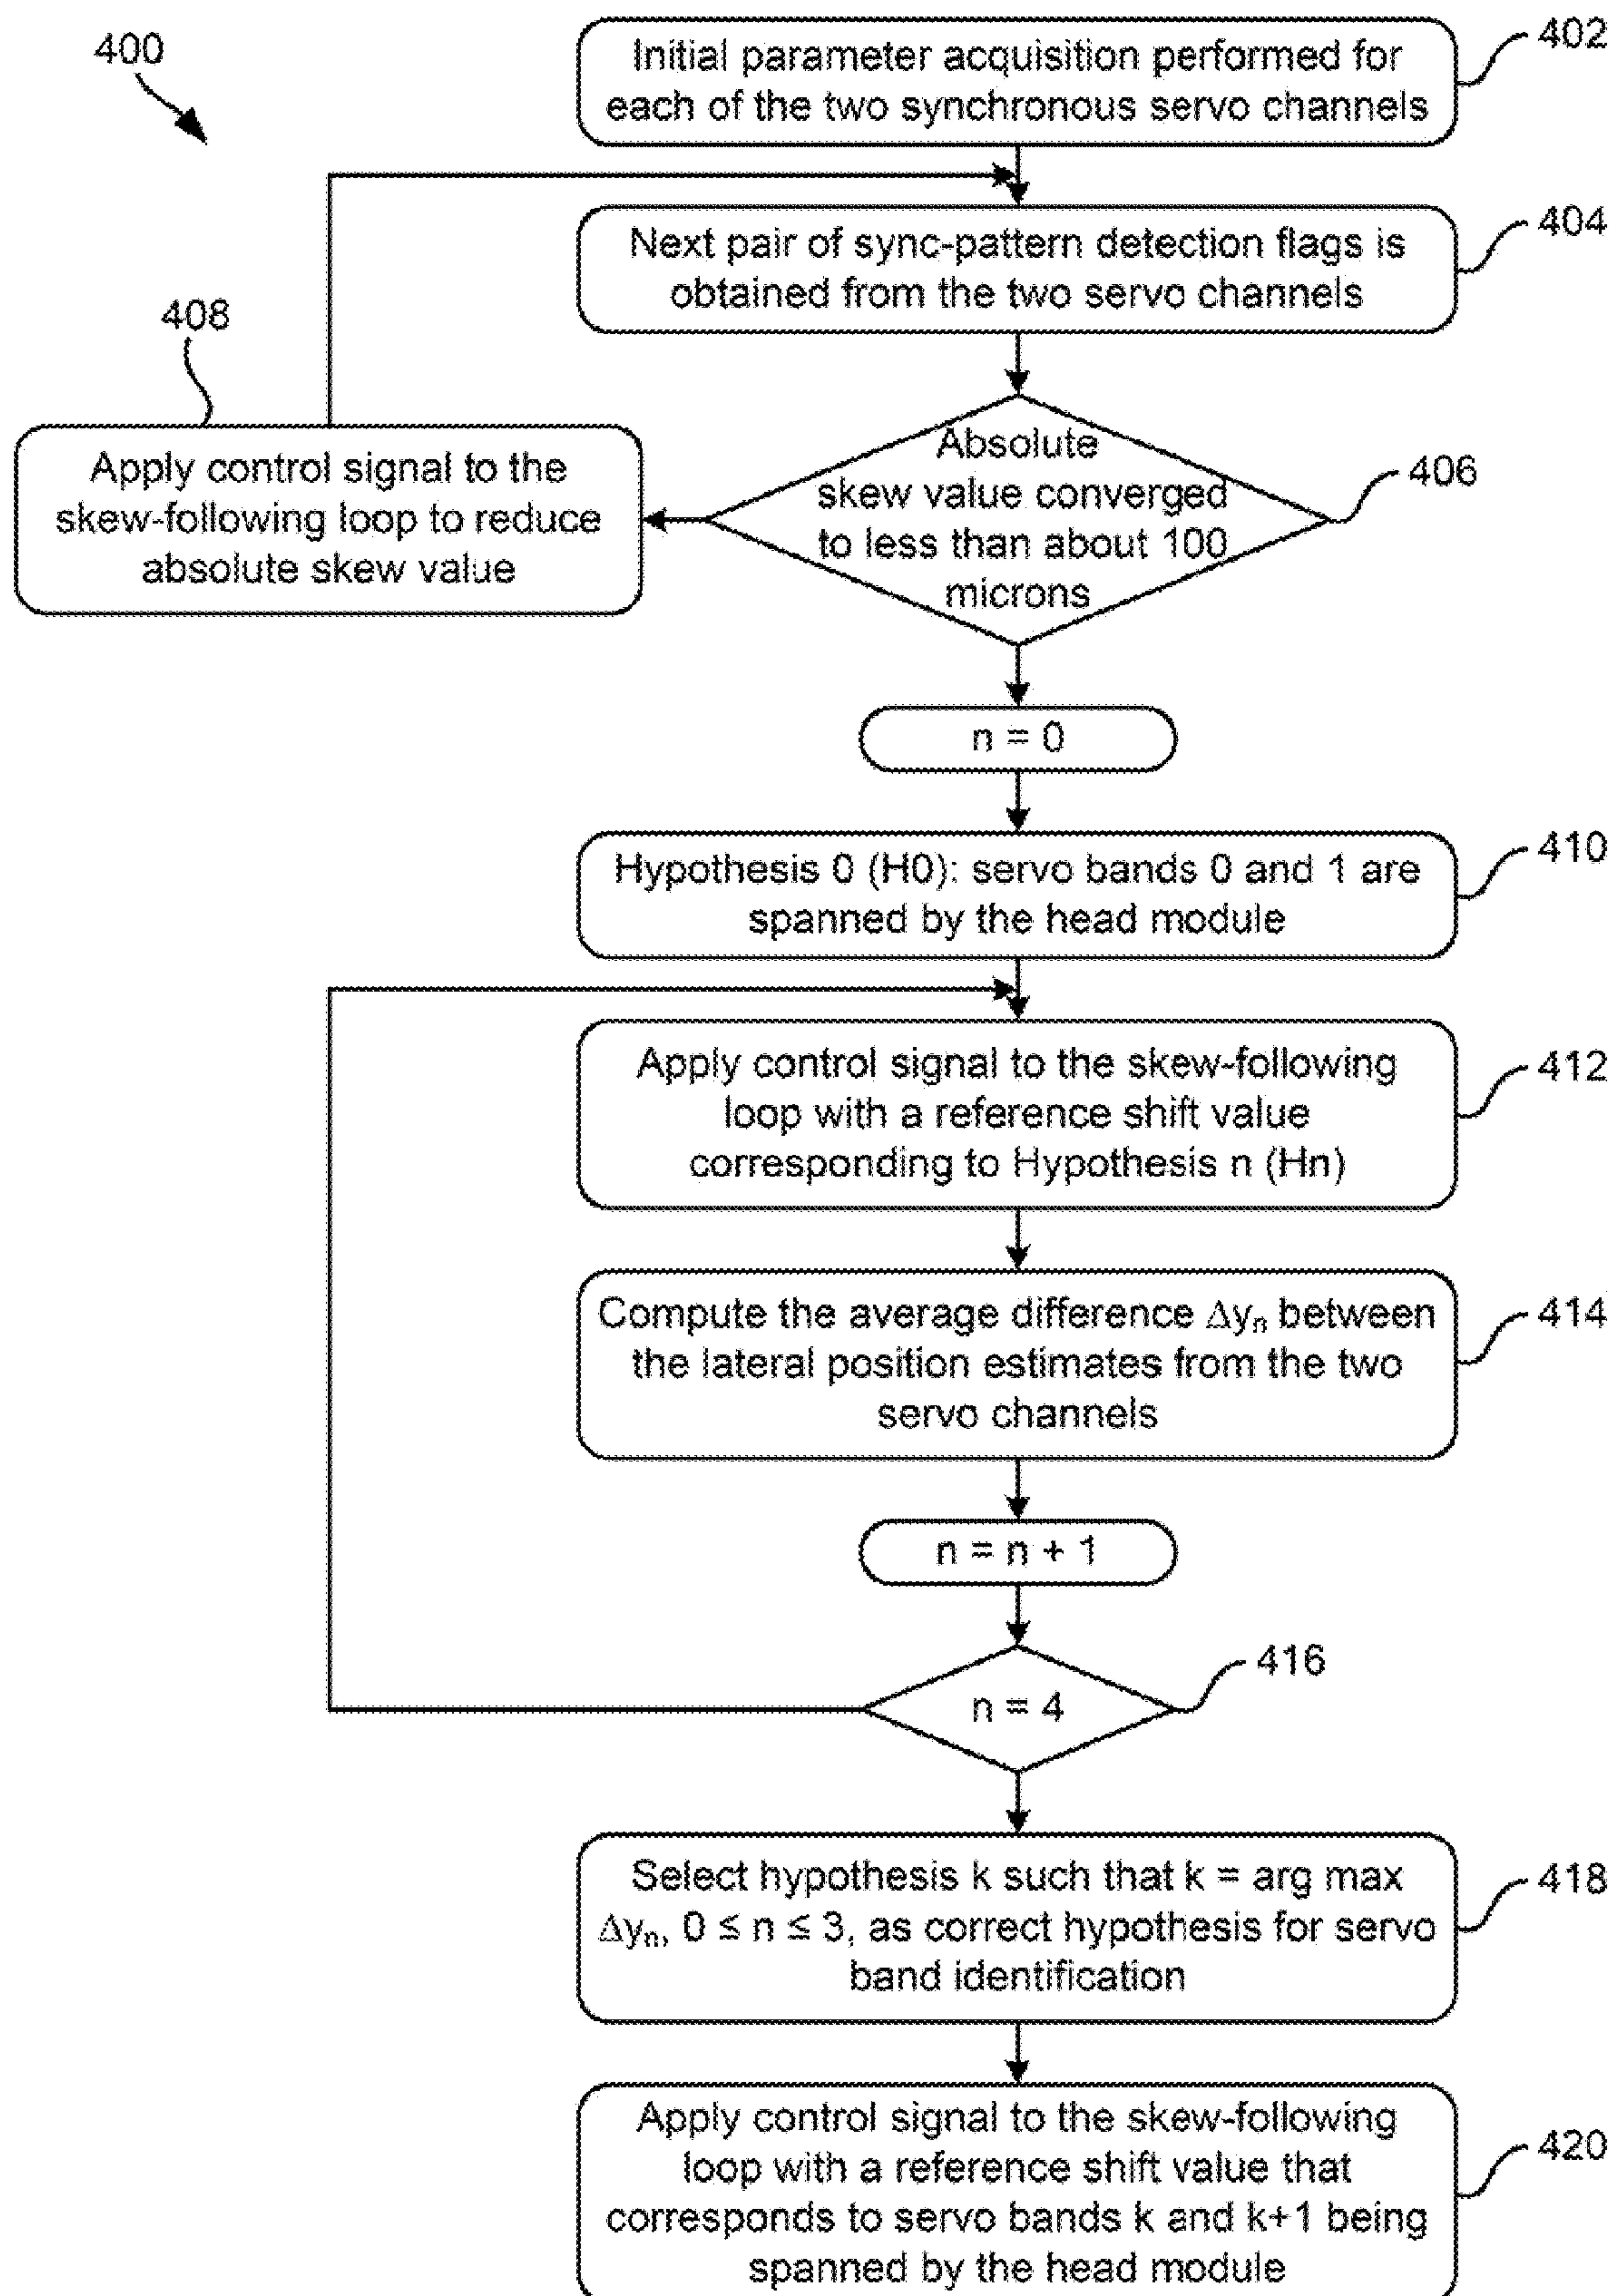 400
Initial parameter acquisition performed for
each of the two synchronous servo channels
402
Next pair of sync-pattern detection flags is
obtained from the two servo channels
404
408
Apply control signal to the
skew-following loop to reduce
absolute skew value
Absolute
skew value converged
to less than about 100
microns
406
n = 0
Hypothesis 0 (H0): servo bands 0 and 1 are
spanned by the head module
410
Apply control signal to the skew-following
loop with a reference shift value
corresponding to Hypothesis n (Hn)
412
Compute the average difference Δyₙ between
the lateral position estimates from the two
servo channels
414
n = n + 1
n = 4
416
Select hypothesis k such that k = arg max
Δyₙ, 0 ≤ n ≤ 3, as correct hypothesis for servo
band identification
418
Apply control signal to the skew-following
loop with a reference shift value that
corresponds to servo bands k and k+1 being
spanned by the head module
420